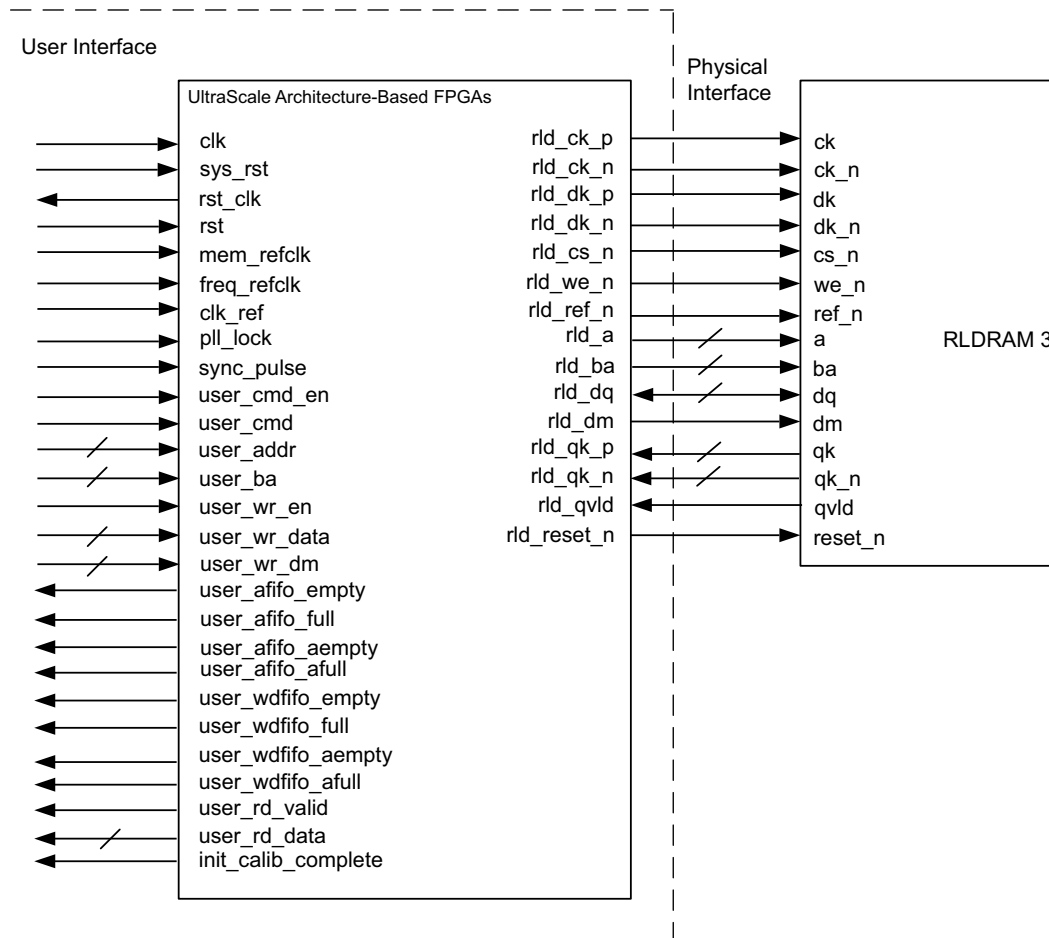 User Interface
Physical
Interface
UltraScale Architecture-Based FPGAs
clk
sys_rst
rst_clk
rst
mem_refclk
freq_refclk
clk_ref
pll_lock
sync_pulse
user_cmd_en
user_cmd
user_addr
user_ba
user_wr_en
user_wr_data
user_wr_dm
user_afifo_empty
user_afifo_full
user_afifo_aempty
user_afifo_afull
user_wdfifo_empty
user_wdfifo_full
user_wdfifo_aempty
user_wdfifo_afull
user_rd_valid
user_rd_data
init_calib_complete
rld_ck_p
rld_ck_n
rld_dk_p
rld_dk_n
rld_cs_n
rld_we_n
rld_ref_n
rld_a
rld_ba
rld_dq
rld_dm
rld_qk_p
rld_qk_n
rld_qvld
rld_reset_n
ck
ck_n
dk
dk_n
cs_n
we_n
ref_n
a
ba
dq
dm
qk
qk_n
qvld
reset_n
RLDRAM 3